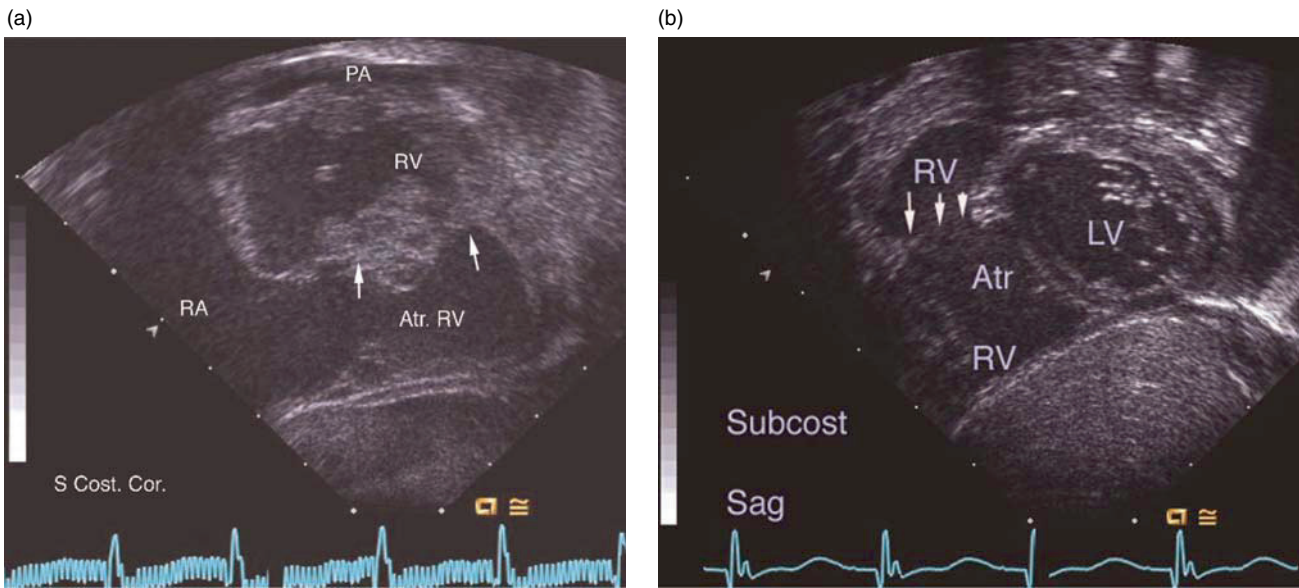 (a)
PA
RV
RA
Atr. RV
S Cost. Cor.
(b)
RV
LV
Atr
RV
Subcost
Sag